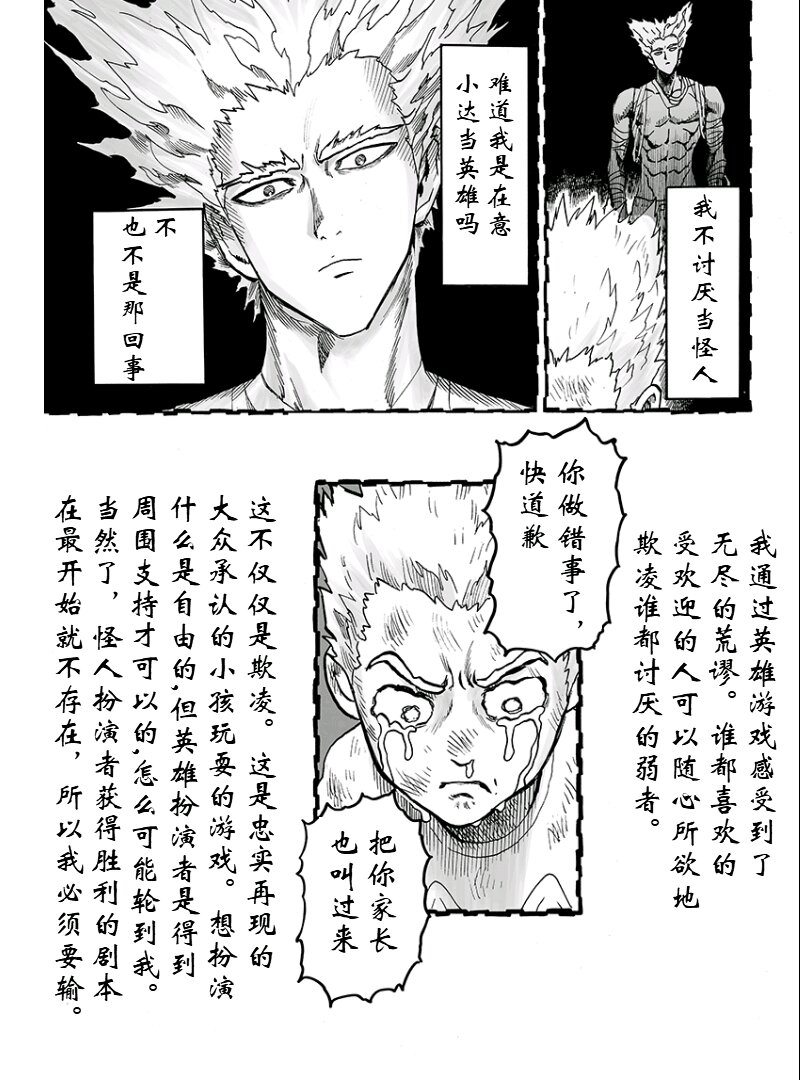 我不讨厌当怪人
难道我是在意
小达当英雄吗
不
也不是那回事
你做错事了，
快道歉
我通过英雄游戏感受到了
无尽的荒谬。谁都喜欢的
受欢迎的人可以随心所欲地
欺凌谁都讨厌的弱者。
把你家长
也叫过来
这不仅仅是欺凌。这是忠实再现的
大众承认的小孩玩耍的游戏。想扮演
什么是自由的,但英雄扮演者是得到
周围支持才可以的,怎么可能轮到我。
当然了，怪人扮演者获得胜利的剧本
在最开始就不存在，所以我必须要输。